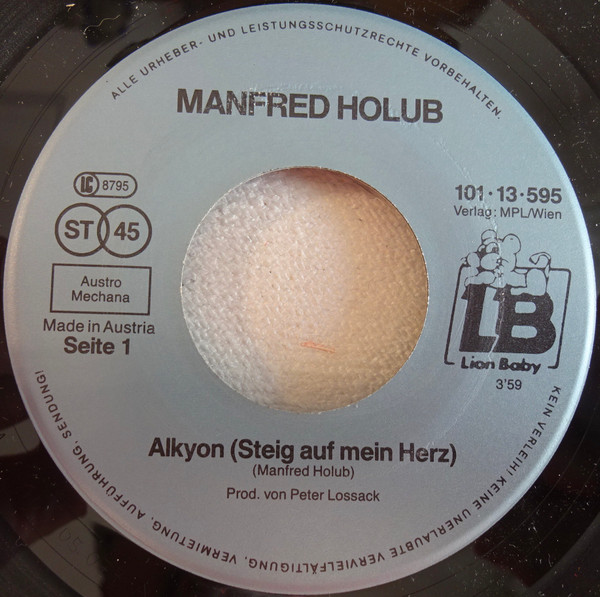 ALLE URHEBER- UND LEISTUNGSSCHUTZRECHTE VORBEHALTEN.
MANFRED HOLUB
LC 8795
ST 45
Austro
Mechana
Made in Austria
Seite 1
101·13·595
Verlag: MPL/Wien
LB
Lion Baby
3'59
Alkyon (Steig auf mein Herz)
(Manfred Holub)
Prod. von Peter Lossack
KEIN VERLEIH! KEINE UNERLAUBTE VERVIELFÄLTIGUNG, VERMIETUNG, AUFFÜHRUNG, SENDUNG!